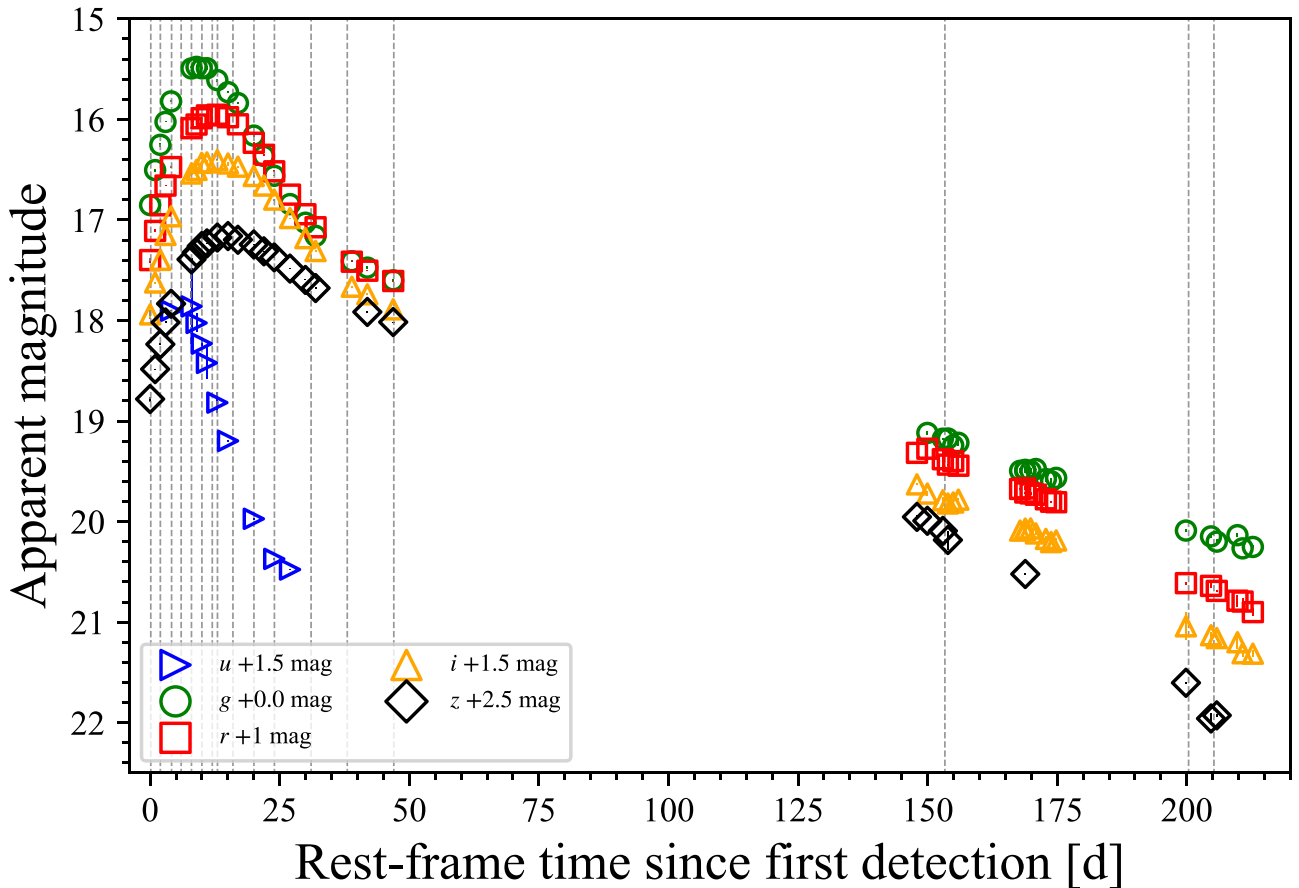 15
16
17
18
19
20
21
22
Apparent magnitude
u +1.5 mag
g +0.0 mag
r +1 mag
i +1.5 mag
z +2.5 mag
0 25 50 75 100 125 150 175 200
Rest-frame time since first detection [d]